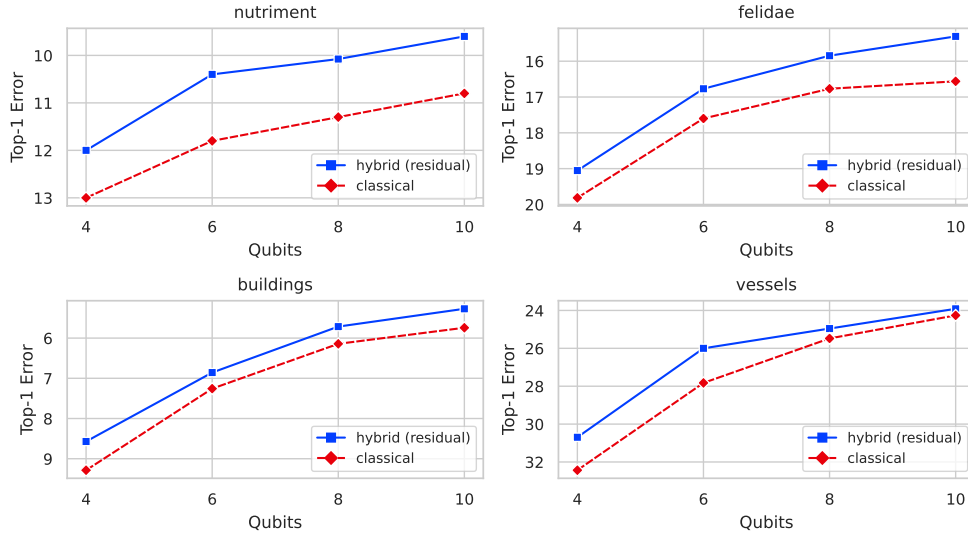 nutriment
Top-1 Error
10
11
12
13
hybrid (residual)
classical
4 6 8 10
Qubits
felidae
Top-1 Error
16
17
18
19
20
hybrid (residual)
classical
4 6 8 10
Qubits
buildings
Top-1 Error
6
7
8
9
hybrid (residual)
classical
4 6 8 10
Qubits
vessels
Top-1 Error
24
26
28
30
32
hybrid (residual)
classical
4 6 8 10
Qubits